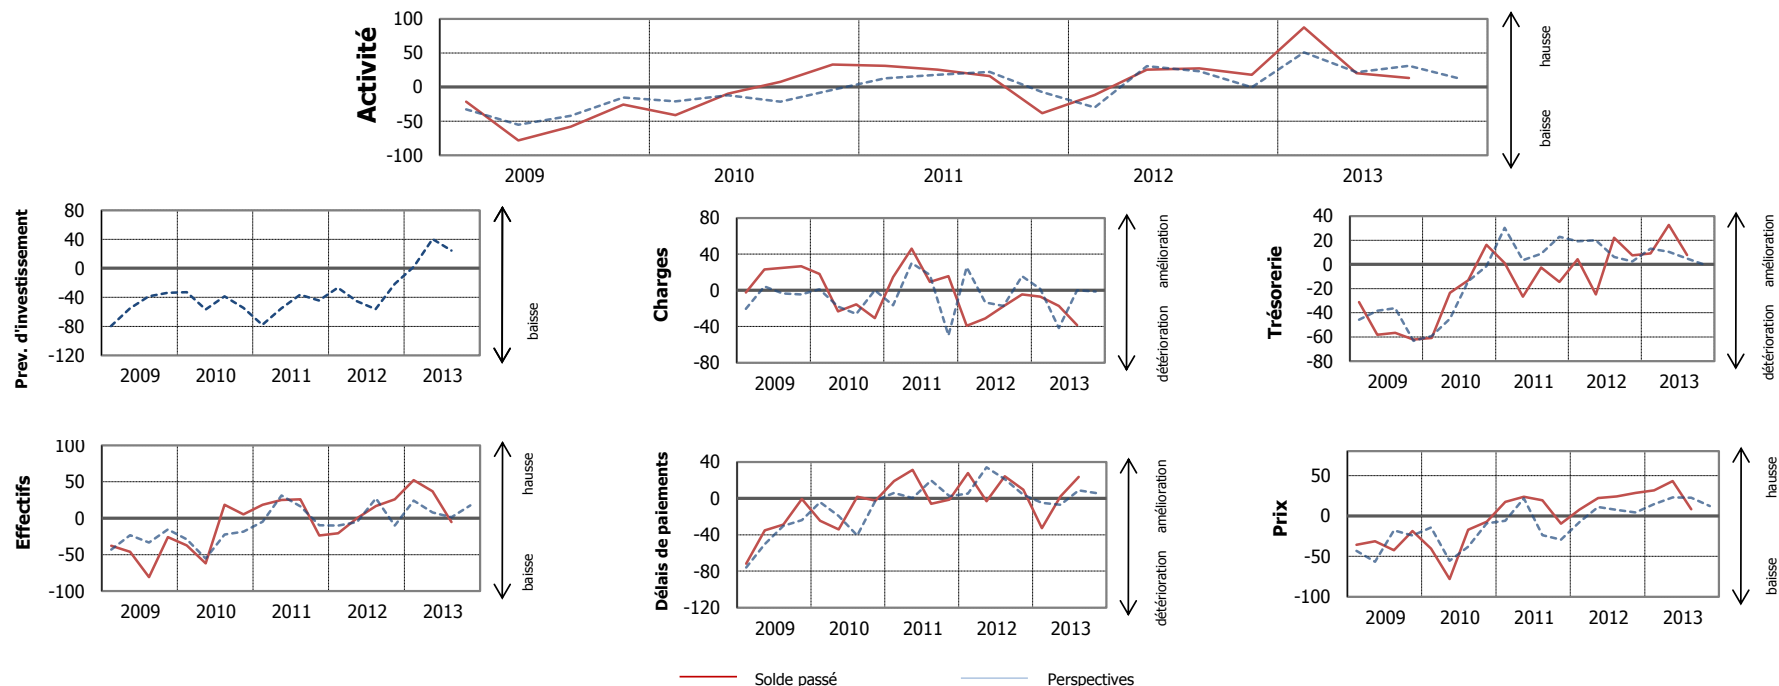 Activité
100
50
0
-50
-100
2009 2010 2011 2012 2013
hausse
baisse
Prev. d'investissement
80
40
0
-40
-80
-120
2009 2010 2011 2012 2013
baisse
Charges
80
40
0
-40
-80
2009 2010 2011 2012 2013
amélioration
détérioration
Trésorerie
40
20
0
-20
-40
-60
-80
2009 2010 2011 2012 2013
amélioration
détérioration
Effectifs
100
50
0
-50
-100
2009 2010 2011 2012 2013
hausse
baisse
Délais de paiements
40
0
-40
-80
-120
2009 2010 2011 2012 2013
amélioration
détérioration
Prix
50
0
-50
-100
2009 2010 2011 2012 2013
hausse
baisse
Solde passé Perspectives